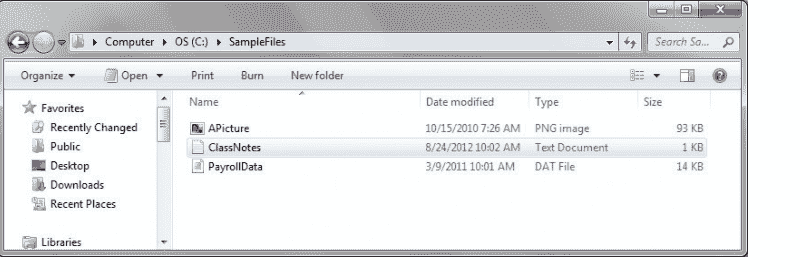 Computer ▸ OS (C:) ▸ SampleFiles Search Sa...
Organize Open Print Burn New folder
Name Date modified Type Size
Favorites
Recently Changed
Public
Desktop
Downloads
Recent Places
Libraries
APicture 10/15/2010 7:26 AM PNG image 93 KB
ClassNotes 8/24/2012 10:02 AM Text Document 1 KB
PayrollData 3/9/2011 10:01 AM DAT File 14 KB